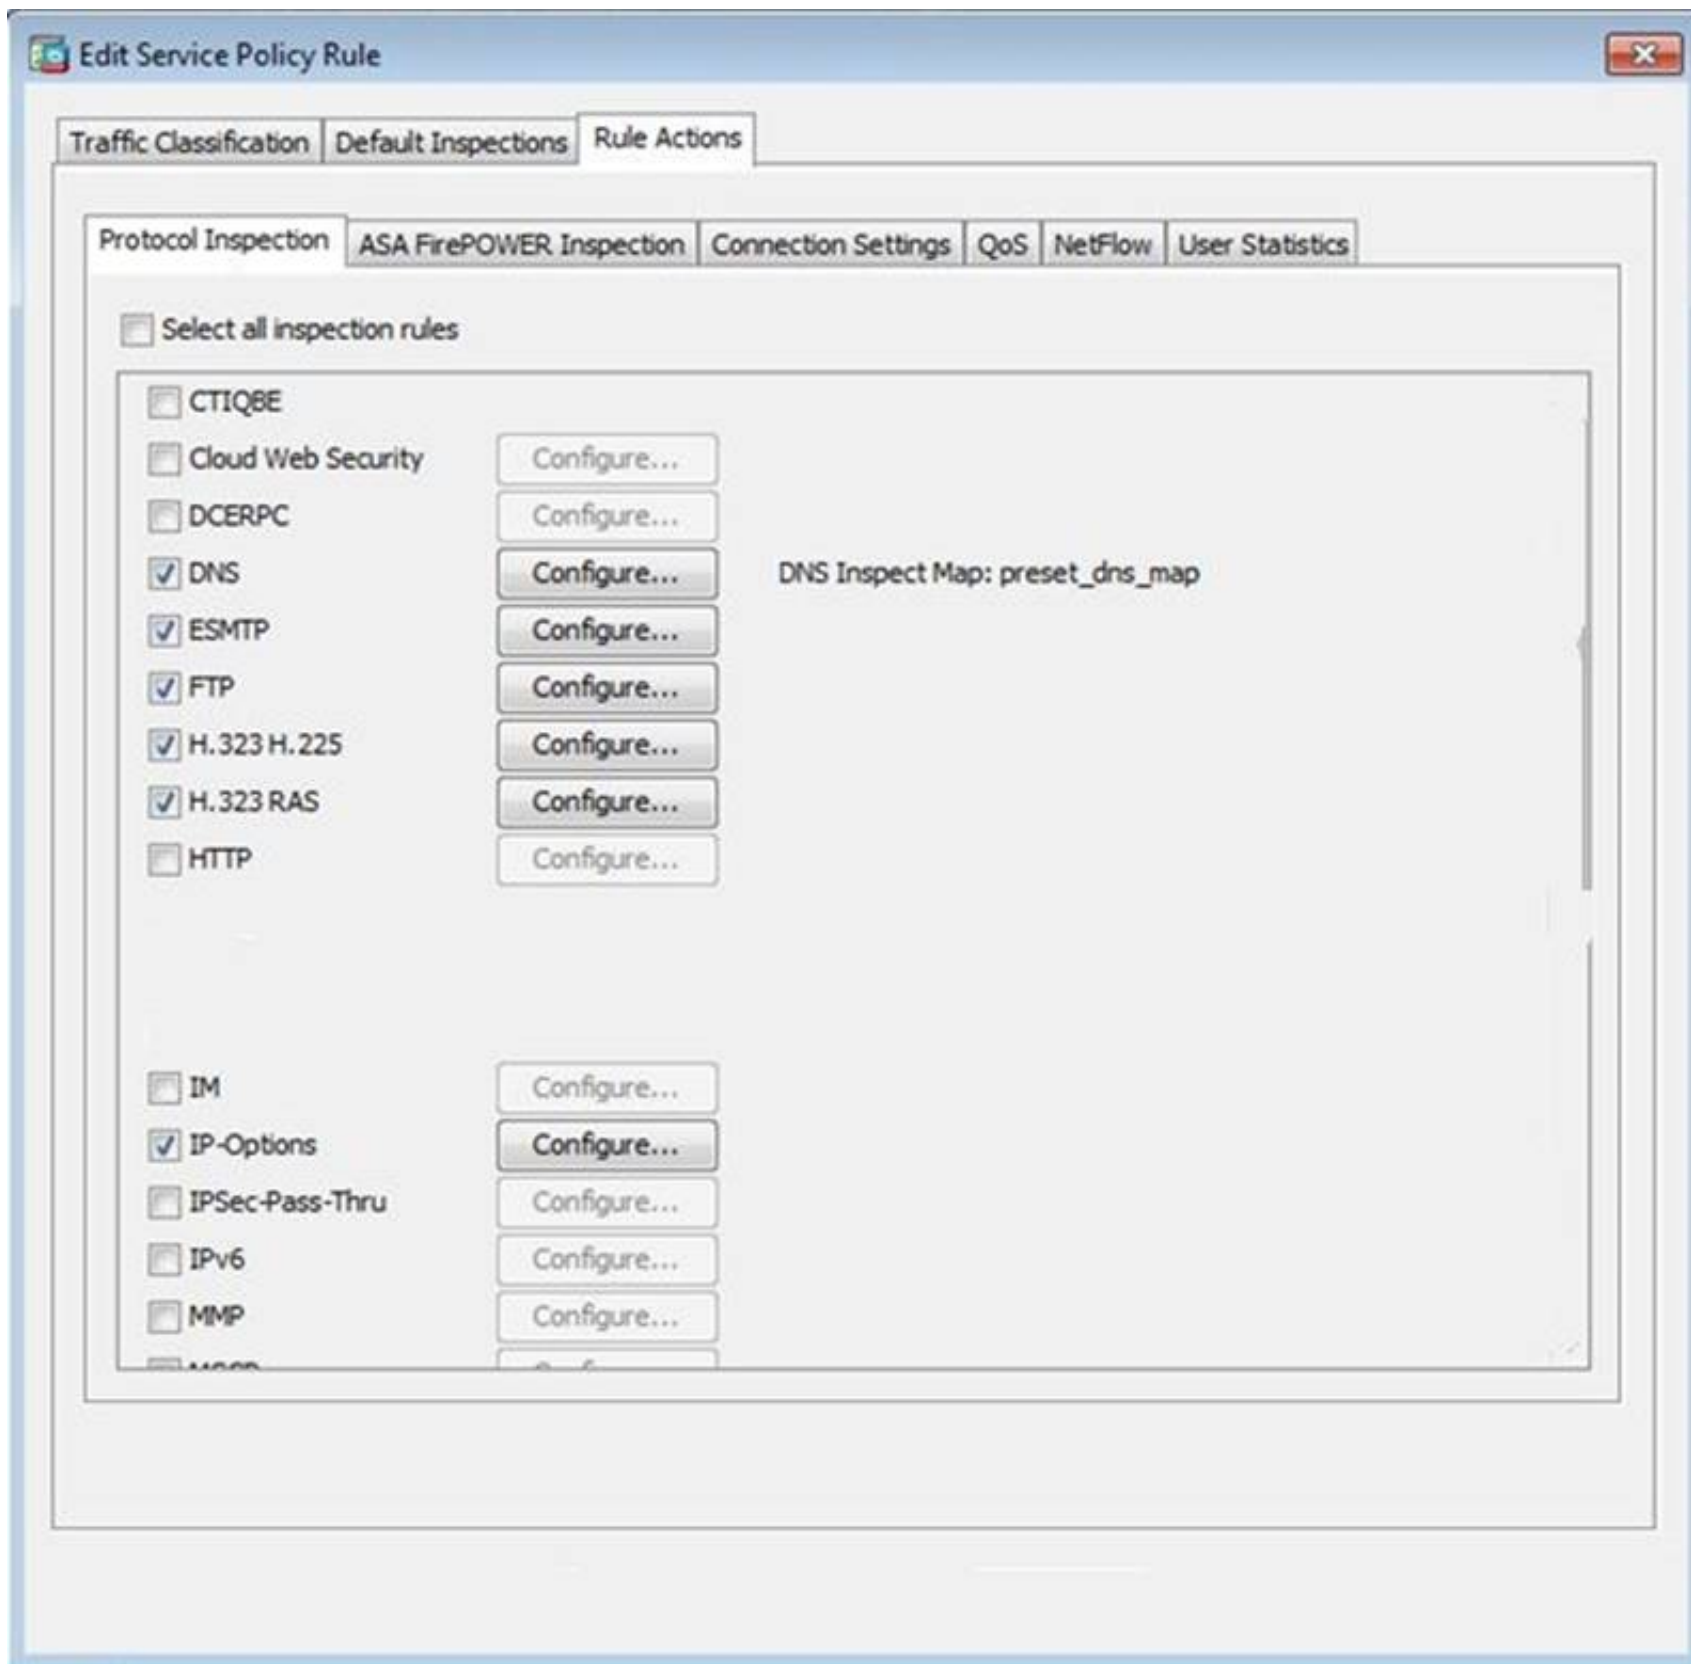 Edit Service Policy Rule
Traffic Classification Default Inspections Rule Actions
Protocol Inspection ASA FirePOWER Inspection Connection Settings QoS NetFlow User Statistics
Select all inspection rules
CTIQBE
Cloud Web Security Configure...
DCERPC Configure...
DNS Configure... DNS Inspect Map: preset_dns_map
ESMTP Configure...
FTP Configure...
H.323 H.225 Configure...
H.323 RAS Configure...
HTTP Configure...
IM Configure...
IP-Options Configure...
IPSec-Pass-Thru Configure...
IPv6 Configure...
MMP Configure...